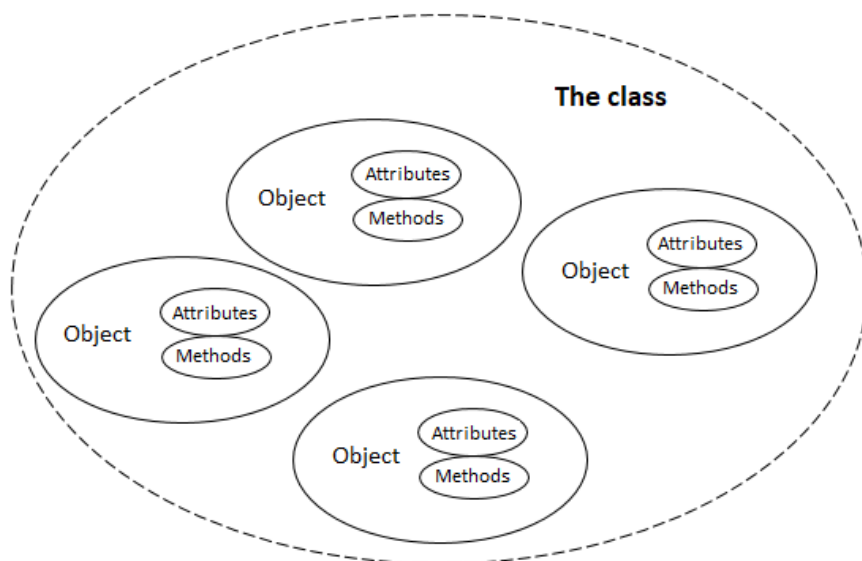 The class
Object
Attributes
Methods
Object
Attributes
Methods
Object
Attributes
Methods
Object
Attributes
Methods